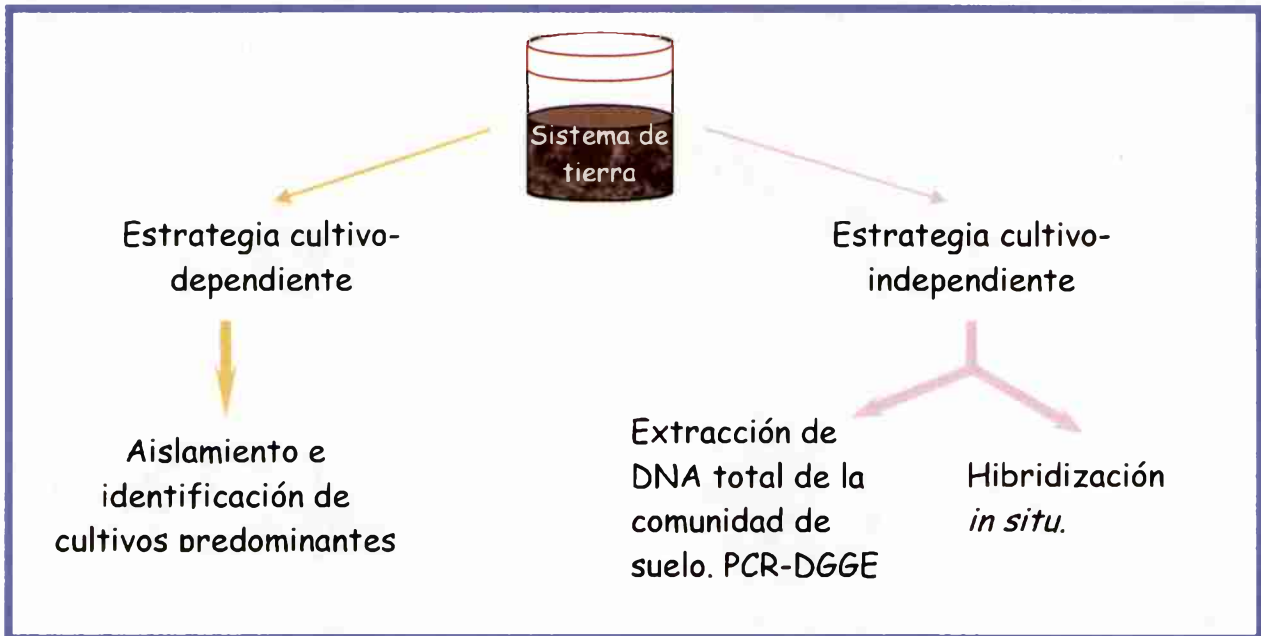 Sistema de
tierra
Estrategia cultivo-
dependiente
Estrategia cultivo-
independiente
Aislamiento e
identificación de
cultivos predominantes
Extracción de
DNA total de la
comunidad de
suelo. PCR-DGGE
Hibridización
in situ.